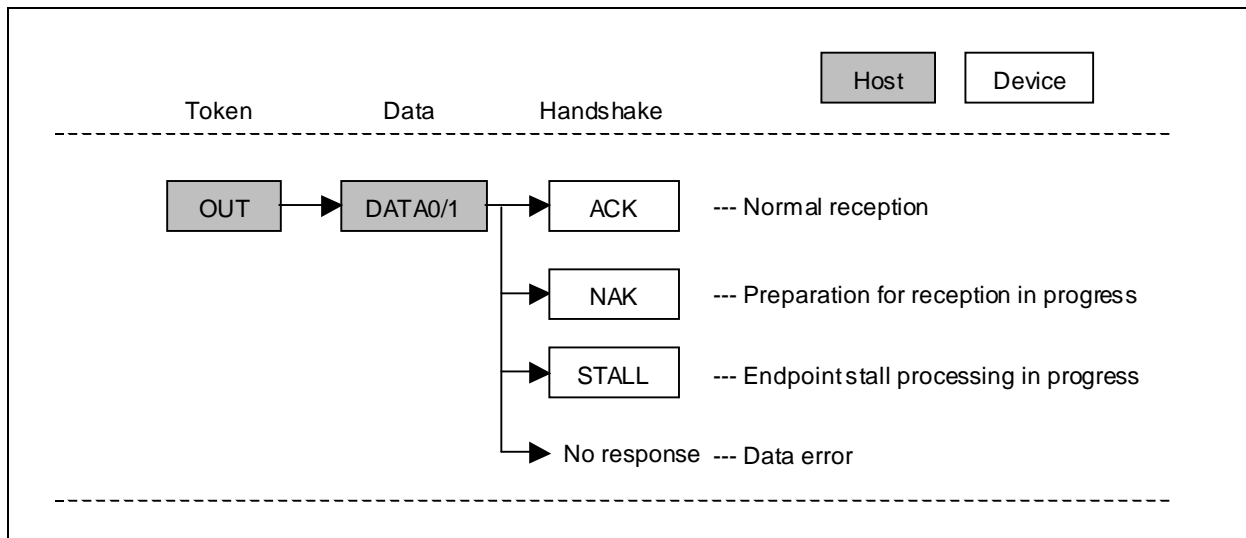 Host Device
Token Data Handshake
OUT DATA0/1 ACK --- Normal reception
NAK --- Preparation for reception in progress
STALL --- Endpoint stall processing in progress
No response --- Data error